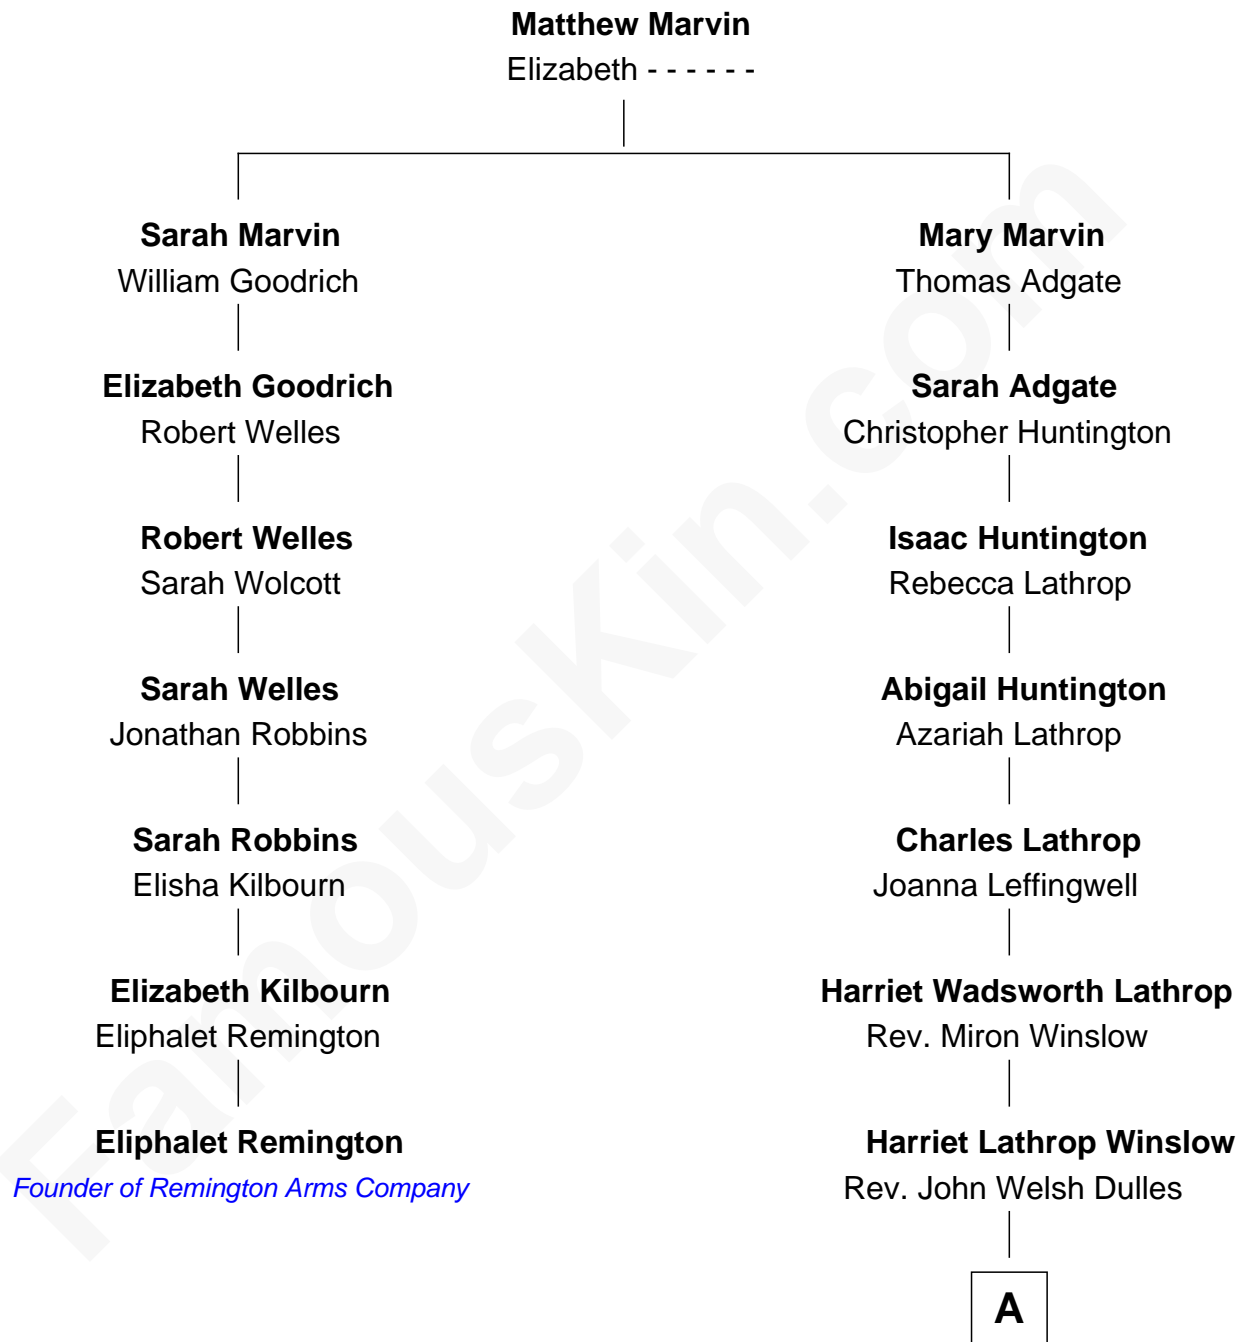 Matthew Marvin
Elizabeth - - - - - -
Sarah Marvin
William Goodrich
Mary Marvin
Thomas Adgate
Elizabeth Goodrich
Robert Welles
Sarah Adgate
Christopher Huntington
Robert Welles
Sarah Wolcott
Isaac Huntington
Rebecca Lathrop
Sarah Welles
Jonathan Robbins
Abigail Huntington
Azariah Lathrop
Sarah Robbins
Elisha Kilbourn
Charles Lathrop
Joanna Leffingwell
Elizabeth Kilbourn
Eliphalet Remington
Harriet Wadsworth Lathrop
Rev. Miron Winslow
Eliphalet Remington
Founder of Remington Arms Company
Harriet Lathrop Winslow
Rev. John Welsh Dulles
A
FamousKin.com